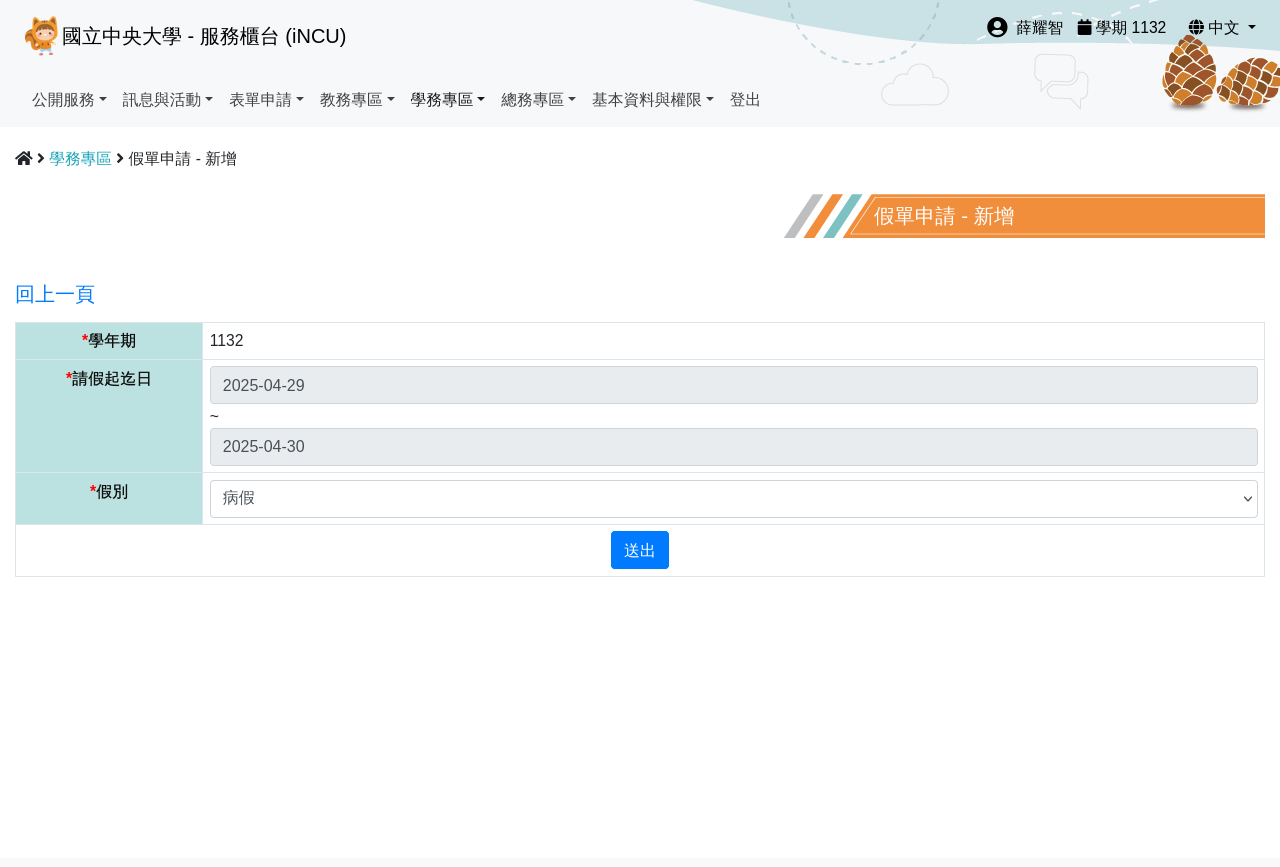 國立中央大學 - 服務櫃台 (iNCU)
薛耀智 學期 1132 中文
公開服務 訊息與活動 表單申請 教務專區 學務專區 總務專區 基本資料與權限 登出
學務專區 假單申請 - 新增
假單申請 - 新增
回上一頁
*學年期 1132
*請假起迄日 2025-04-29
~
2025-04-30
*假別 病假
送出